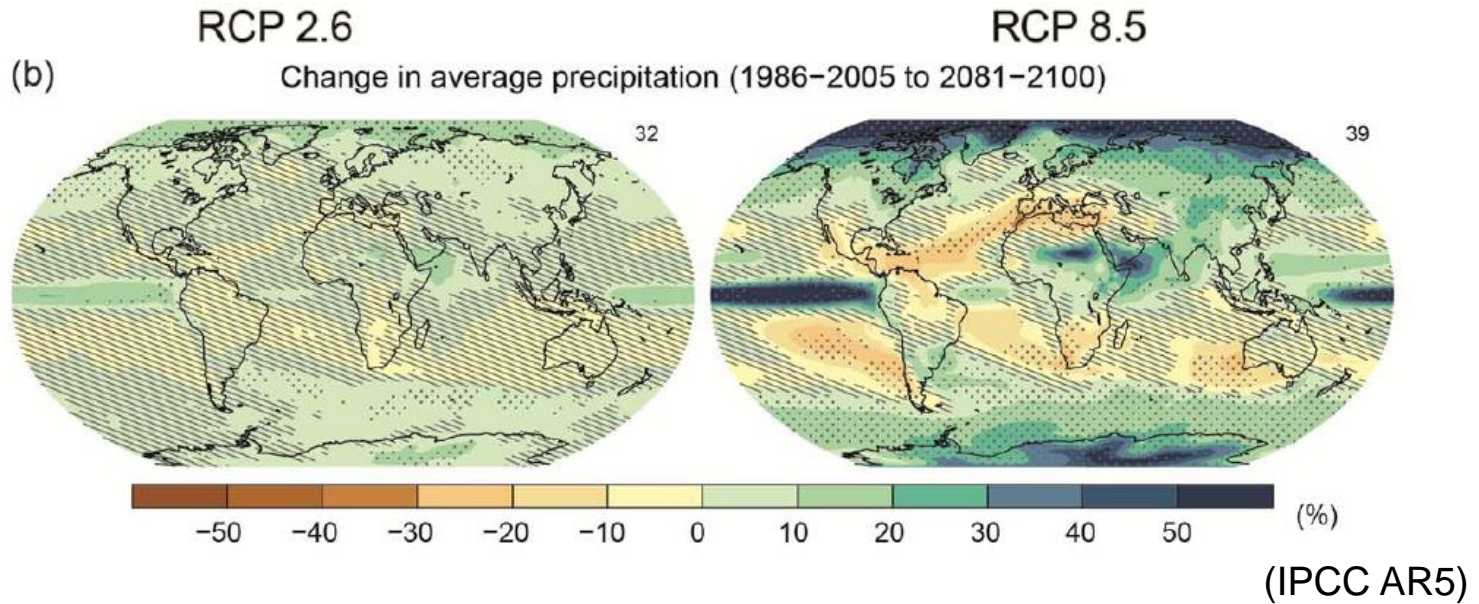 RCP 2.6 RCP 8.5
(b) Change in average precipitation (1986−2005 to 2081−2100)
32 39
−50 −40 −30 −20 −10 0 10 20 30 40 50 (%)
(IPCC AR5)